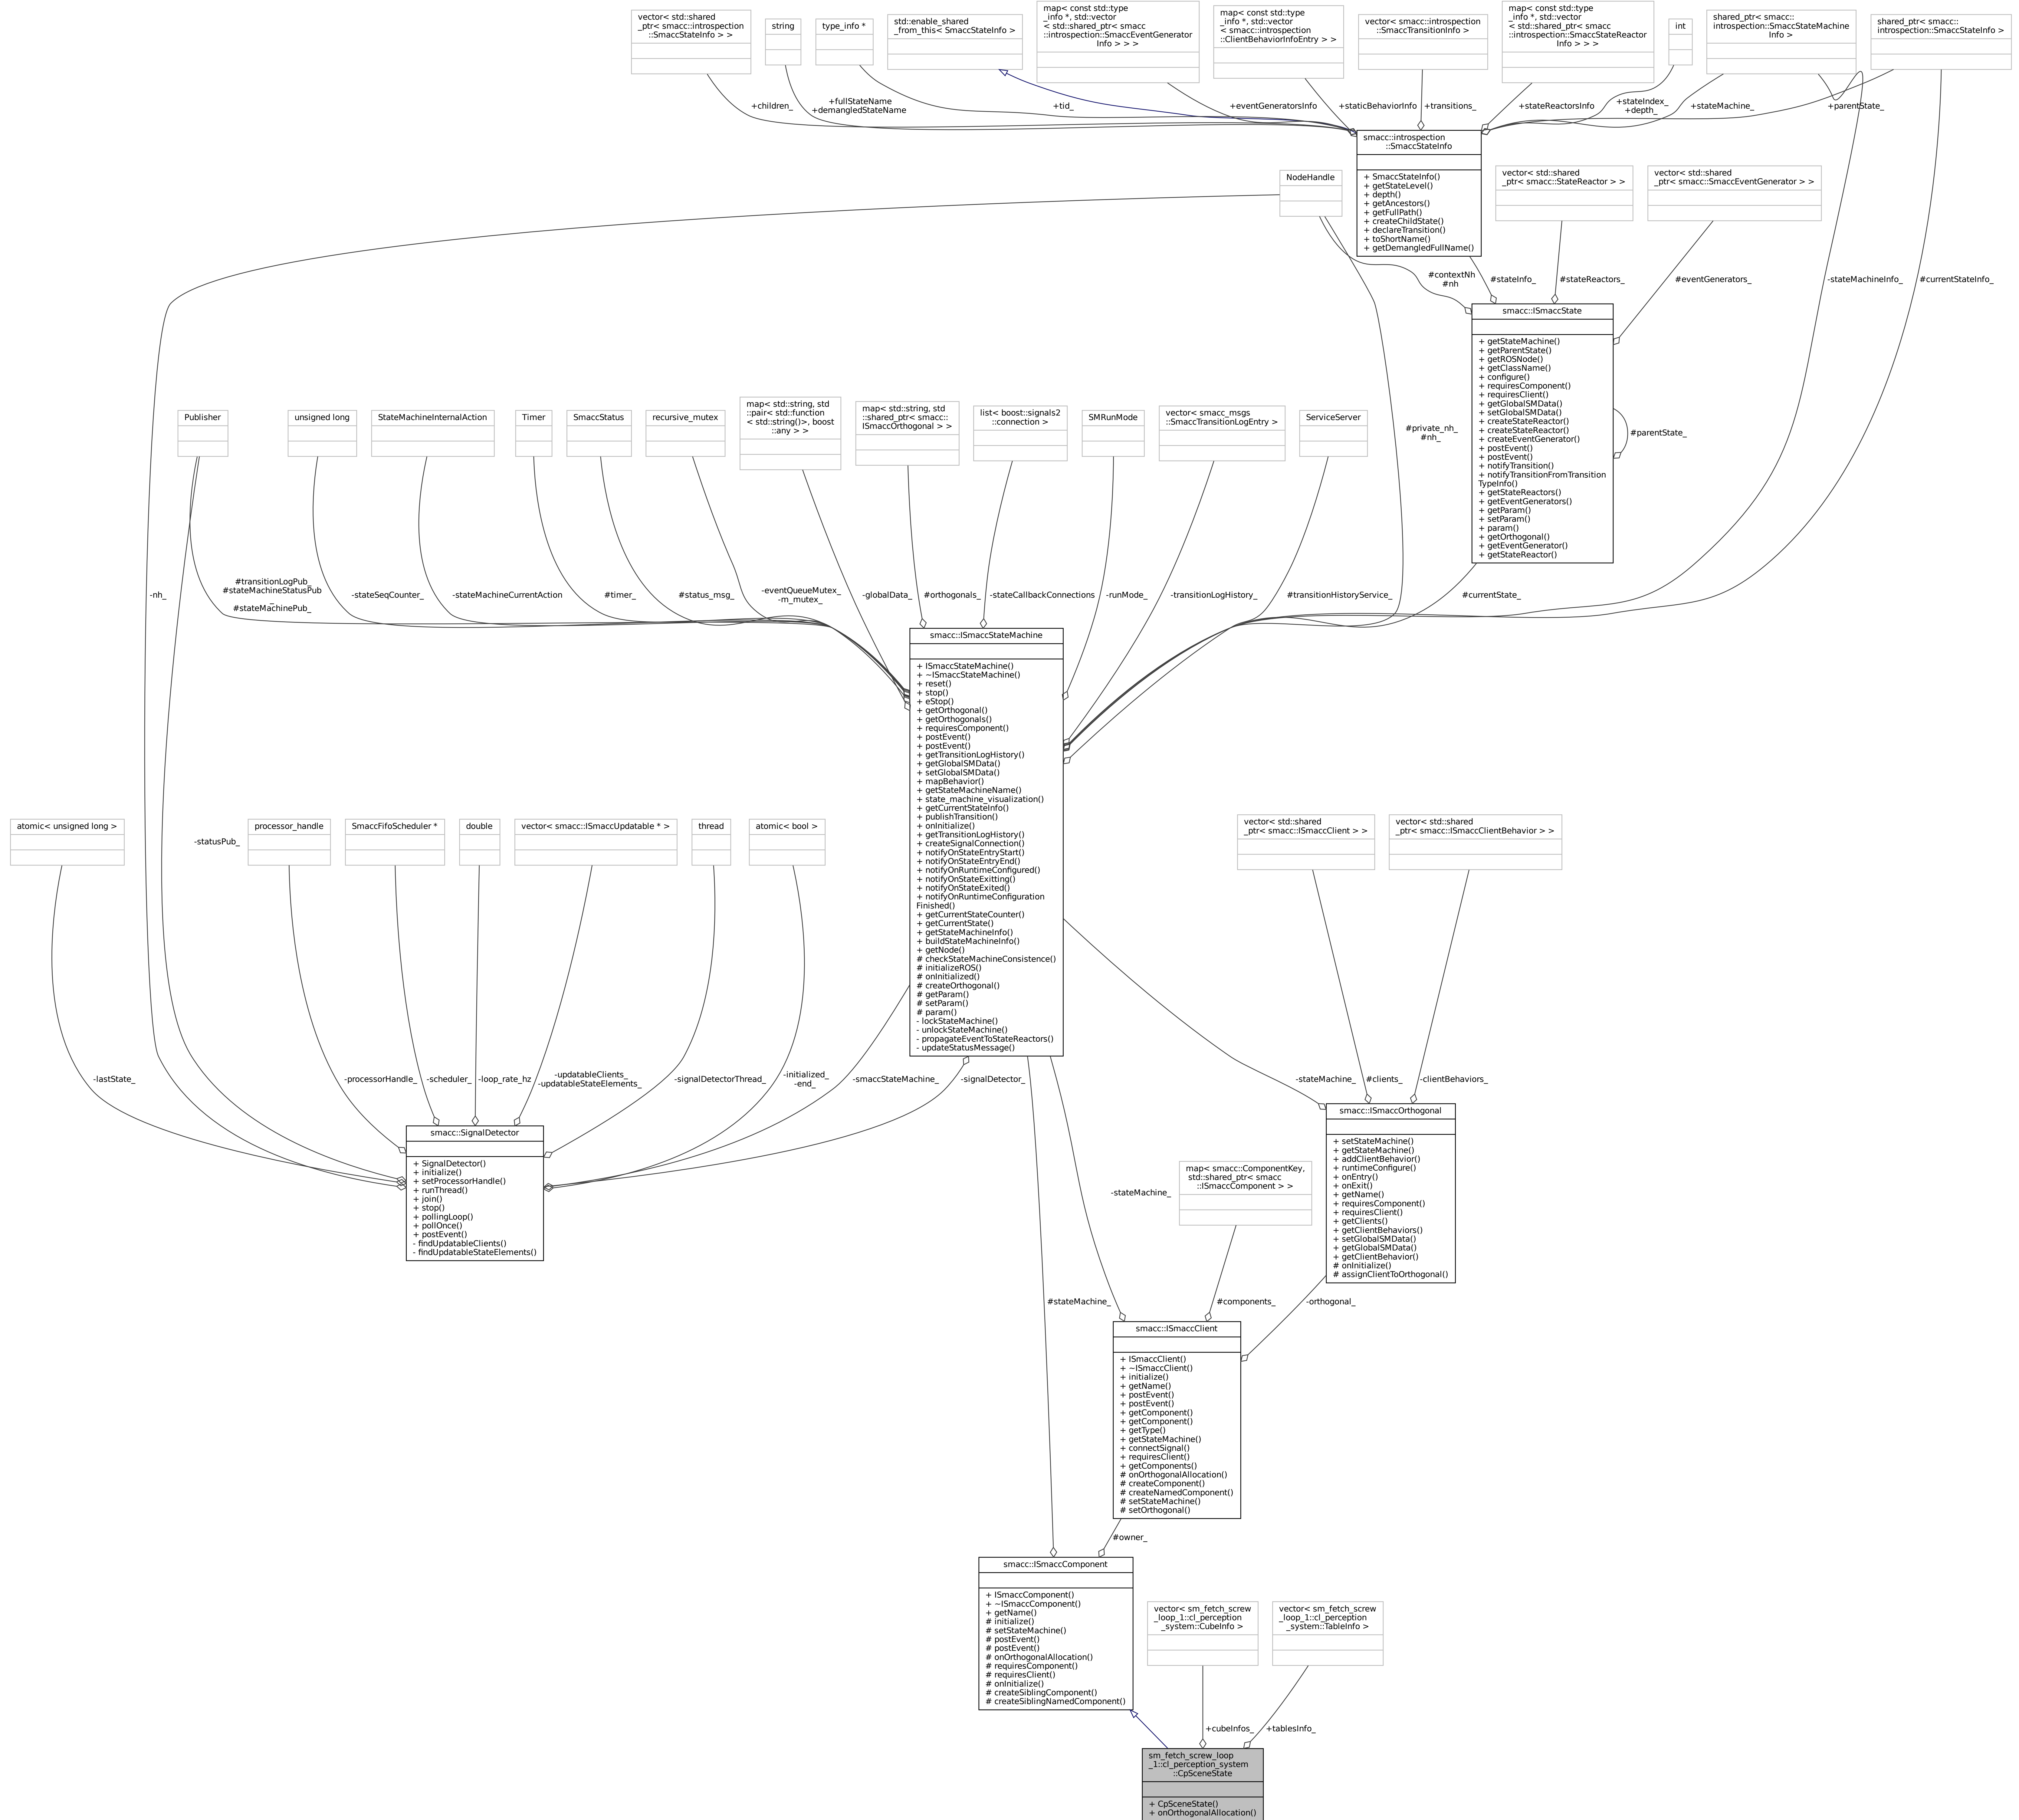 vector< std::shared
_ptr< smacc::introspection
::SmaccStateInfo > >
string
type_info *
std::enable_shared
_from_this< SmaccStateInfo >
map< const std::type
_info *, std::vector
< std::shared_ptr< smacc
::introspection::SmaccEventGenerator
Info > > >
map< const std::type
_info *, std::vector
< smacc::introspection
::ClientBehaviorInfoEntry > >
vector< smacc::introspection
::SmaccTransitionInfo >
map< const std::type
_info *, std::vector
< std::shared_ptr< smacc
::introspection::SmaccStateReactor
Info > > >
int
shared_ptr< smacc::
introspection::SmaccStateMachine
Info >
shared_ptr< smacc::
introspection::SmaccStateInfo >
+children_
+fullStateName
+demangledStateName
+tid_
+eventGeneratorsInfo
+staticBehaviorInfo
+transitions_
+stateReactorsInfo
+stateIndex_
+depth_
+stateMachine_
+parentState_
smacc::introspection
::SmaccStateInfo
+ SmaccStateInfo()
+ getStateLevel()
+ depth()
+ getAncestors()
+ getFullPath()
+ createChildState()
+ declareTransition()
+ toShortName()
+ getDemangledFullName()
NodeHandle
vector< std::shared
_ptr< smacc::StateReactor > >
vector< std::shared
_ptr< smacc::SmaccEventGenerator > >
#contextNh
#nh
#stateInfo_
#stateReactors_
#eventGenerators_
-stateMachineInfo_
#currentStateInfo_
smacc::ISmaccState
+ getStateMachine()
+ getParentState()
+ getROSNode()
+ getClassName()
+ configure()
+ requiresComponent()
+ requiresClient()
+ getGlobalSMData()
+ setGlobalSMData()
+ createStateReactor()
+ createStateReactor()
+ createEventGenerator()
+ postEvent()
+ postEvent()
+ notifyTransition()
+ notifyTransitionFromTransition
TypeInfo()
+ getStateReactors()
+ getEventGenerators()
+ getParam()
+ setParam()
+ param()
+ getOrthogonal()
+ getEventGenerator()
+ getStateReactor()
#parentState_
Publisher
unsigned long
StateMachineInternalAction
Timer
SmaccStatus
recursive_mutex
map< std::string, std
::pair< std::function
< std::string()>, boost
::any > >
map< std::string, std
::shared_ptr< smacc::
ISmaccOrthogonal > >
list< boost::signals2
::connection >
SMRunMode
vector< smacc_msgs
::SmaccTransitionLogEntry >
ServiceServer
#private_nh_
#nh_
-nh_
#transitionLogPub_
#stateMachineStatusPub
_
#stateMachinePub_
-stateSeqCounter_
-stateMachineCurrentAction
#timer_
#status_msg_
-eventQueueMutex_
-m_mutex_
-globalData_
#orthogonals_
-stateCallbackConnections
-runMode_
-transitionLogHistory_
#transitionHistoryService_
#currentState_
smacc::ISmaccStateMachine
+ ISmaccStateMachine()
+ ~ISmaccStateMachine()
+ reset()
+ stop()
+ eStop()
+ getOrthogonal()
+ getOrthogonals()
+ requiresComponent()
+ postEvent()
+ postEvent()
+ getTransitionLogHistory()
+ getGlobalSMData()
+ setGlobalSMData()
+ mapBehavior()
+ getStateMachineName()
+ state_machine_visualization()
+ getCurrentStateInfo()
+ publishTransition()
+ onInitialize()
+ getTransitionLogHistory()
+ createSignalConnection()
+ notifyOnStateEntryStart()
+ notifyOnStateEntryEnd()
+ notifyOnRuntimeConfigured()
+ notifyOnStateExitting()
+ notifyOnStateExited()
+ notifyOnRuntimeConfiguration
Finished()
+ getCurrentStateCounter()
+ getCurrentState()
+ getStateMachineInfo()
+ buildStateMachineInfo()
+ getNode()
# checkStateMachineConsistence()
# initializeROS()
# onInitialized()
# createOrthogonal()
# getParam()
# setParam()
# param()
- lockStateMachine()
- unlockStateMachine()
- propagateEventToStateReactors()
- updateStatusMessage()
atomic< unsigned long >
-statusPub_
processor_handle
SmaccFifoScheduler *
double
vector< smacc::ISmaccUpdatable * >
thread
atomic< bool >
vector< std::shared
_ptr< smacc::ISmaccClient > >
vector< std::shared
_ptr< smacc::ISmaccClientBehavior > >
-lastState_
-processorHandle_
-scheduler_
-loop_rate_hz
-updatableClients_
-updatableStateElements_
-signalDetectorThread_
-initialized_
-end_
-smaccStateMachine_
-signalDetector_
-stateMachine_
#clients_
-clientBehaviors_
smacc::SignalDetector
+ SignalDetector()
+ initialize()
+ setProcessorHandle()
+ runThread()
+ join()
+ stop()
+ pollingLoop()
+ pollOnce()
+ postEvent()
- findUpdatableClients()
- findUpdatableStateElements()
smacc::ISmaccOrthogonal
+ setStateMachine()
+ getStateMachine()
+ addClientBehavior()
+ runtimeConfigure()
+ onEntry()
+ onExit()
+ getName()
+ requiresComponent()
+ requiresClient()
+ getClients()
+ getClientBehaviors()
+ setGlobalSMData()
+ getGlobalSMData()
+ getClientBehavior()
# onInitialize()
# assignClientToOrthogonal()
map< smacc::ComponentKey,
std::shared_ptr< smacc
::ISmaccComponent > >
-stateMachine_
#stateMachine_
#components_
-orthogonal_
smacc::ISmaccClient
+ ISmaccClient()
+ ~ISmaccClient()
+ initialize()
+ getName()
+ postEvent()
+ postEvent()
+ getComponent()
+ getComponent()
+ getType()
+ getStateMachine()
+ connectSignal()
+ requiresClient()
+ getComponents()
# onOrthogonalAllocation()
# createComponent()
# createNamedComponent()
# setStateMachine()
# setOrthogonal()
#owner_
smacc::ISmaccComponent
+ ISmaccComponent()
+ ~ISmaccComponent()
+ getName()
# initialize()
# setStateMachine()
# postEvent()
# postEvent()
# onOrthogonalAllocation()
# requiresComponent()
# requiresClient()
# onInitialize()
# createSiblingComponent()
# createSiblingNamedComponent()
vector< sm_fetch_screw
_loop_1::cl_perception
_system::CubeInfo >
vector< sm_fetch_screw
_loop_1::cl_perception
_system::TableInfo >
+cubeInfos_
+tablesInfo_
sm_fetch_screw_loop
_1::cl_perception_system
::CpSceneState
+ CpSceneState()
+ onOrthogonalAllocation()